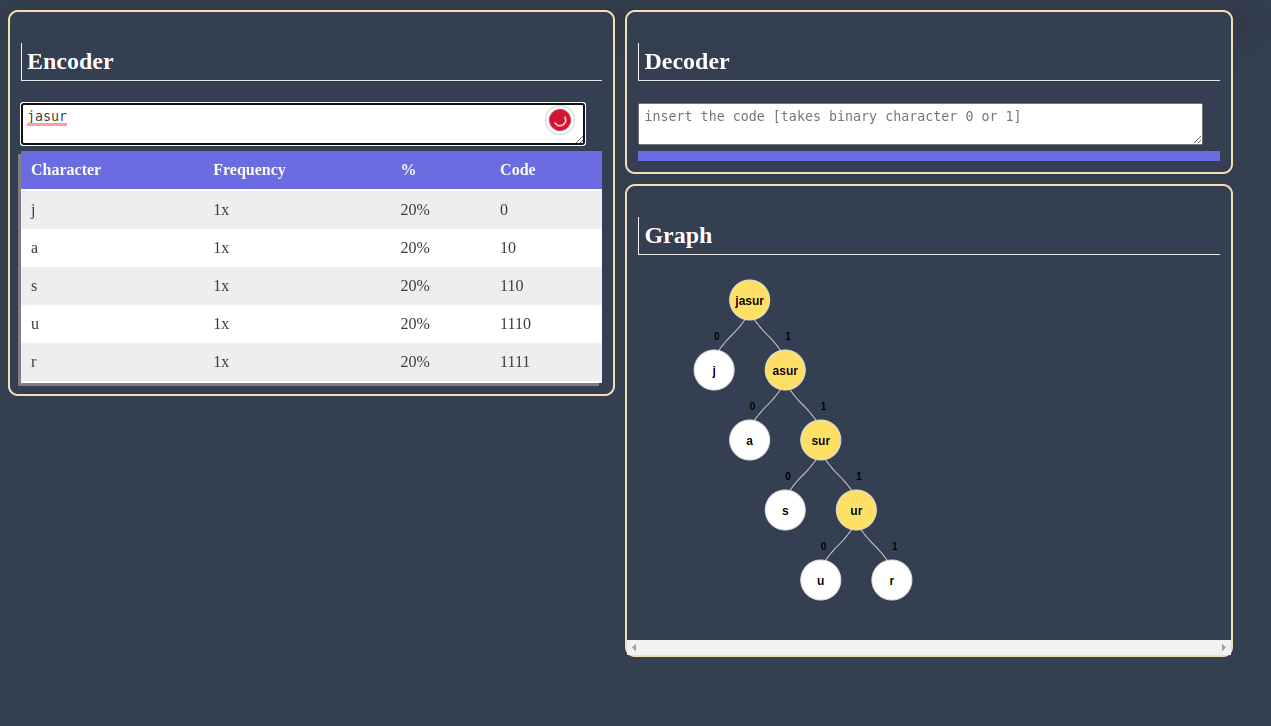 Encoder
jasur
Character Frequency % Code
j 1x 20% 0
a 1x 20% 10
s 1x 20% 110
u 1x 20% 1110
r 1x 20% 1111
Decoder
insert the code [takes binary character 0 or 1]
Graph
jasur
0 1
j asur
0 1
a sur
0 1
s ur
0 1
u r